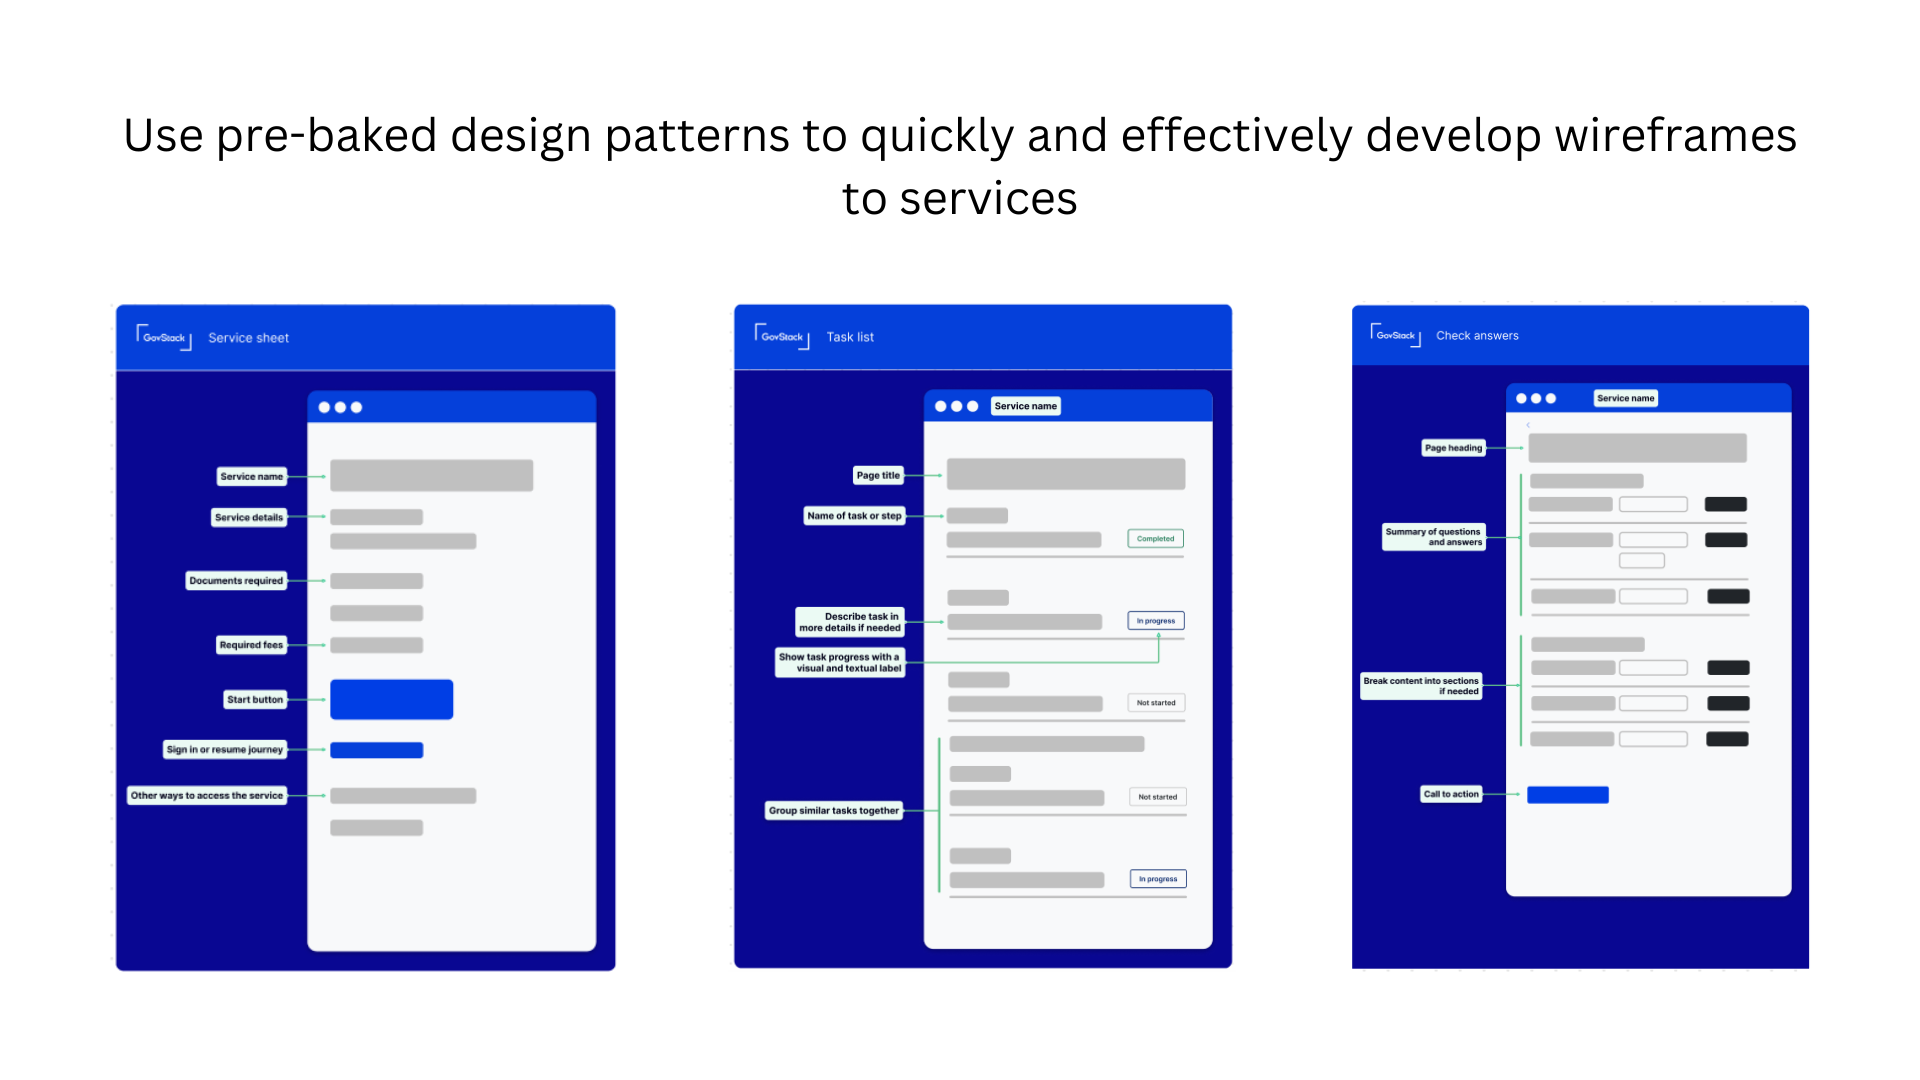 Use pre-baked design patterns to quickly and effectively develop wireframes
to services
GovStack
Service sheet
Service name
Service details
Documents required
Required fees
Start button
Sign in or resume journey
Other ways to access the service
GovStack
Task list
Service name
Page title
Name of task or step
Completed
Describe task in
more details if needed
In progress
Show task progress with a
visual and textual label
Not started
Group similar tasks together
Not started
In progress
GovStack
Check answers
Service name
Page heading
Summary of questions
and answers
Break content into sections
if needed
Call to action